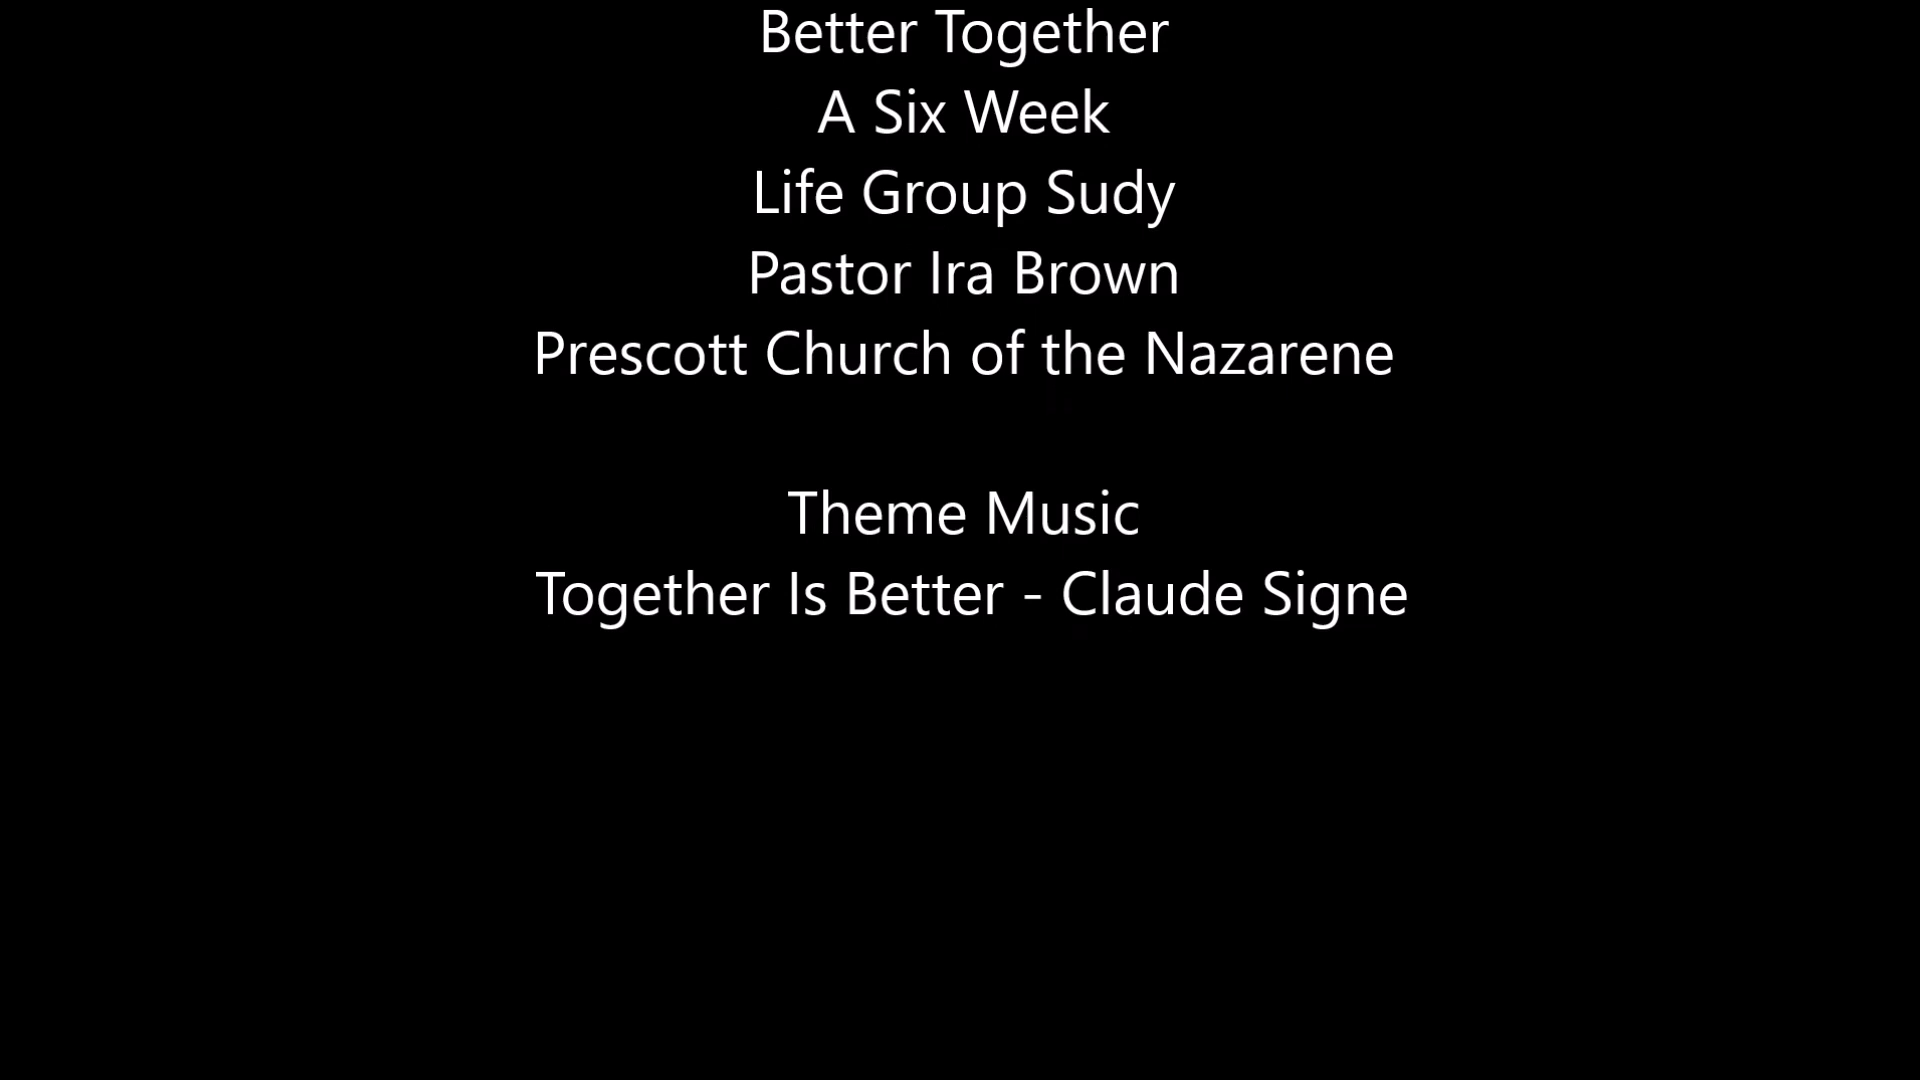 Better Together
A Six Week
Life Group Sudy
Pastor Ira Brown
Prescott Church of the Nazarene
Theme Music
Together Is Better - Claude Signe